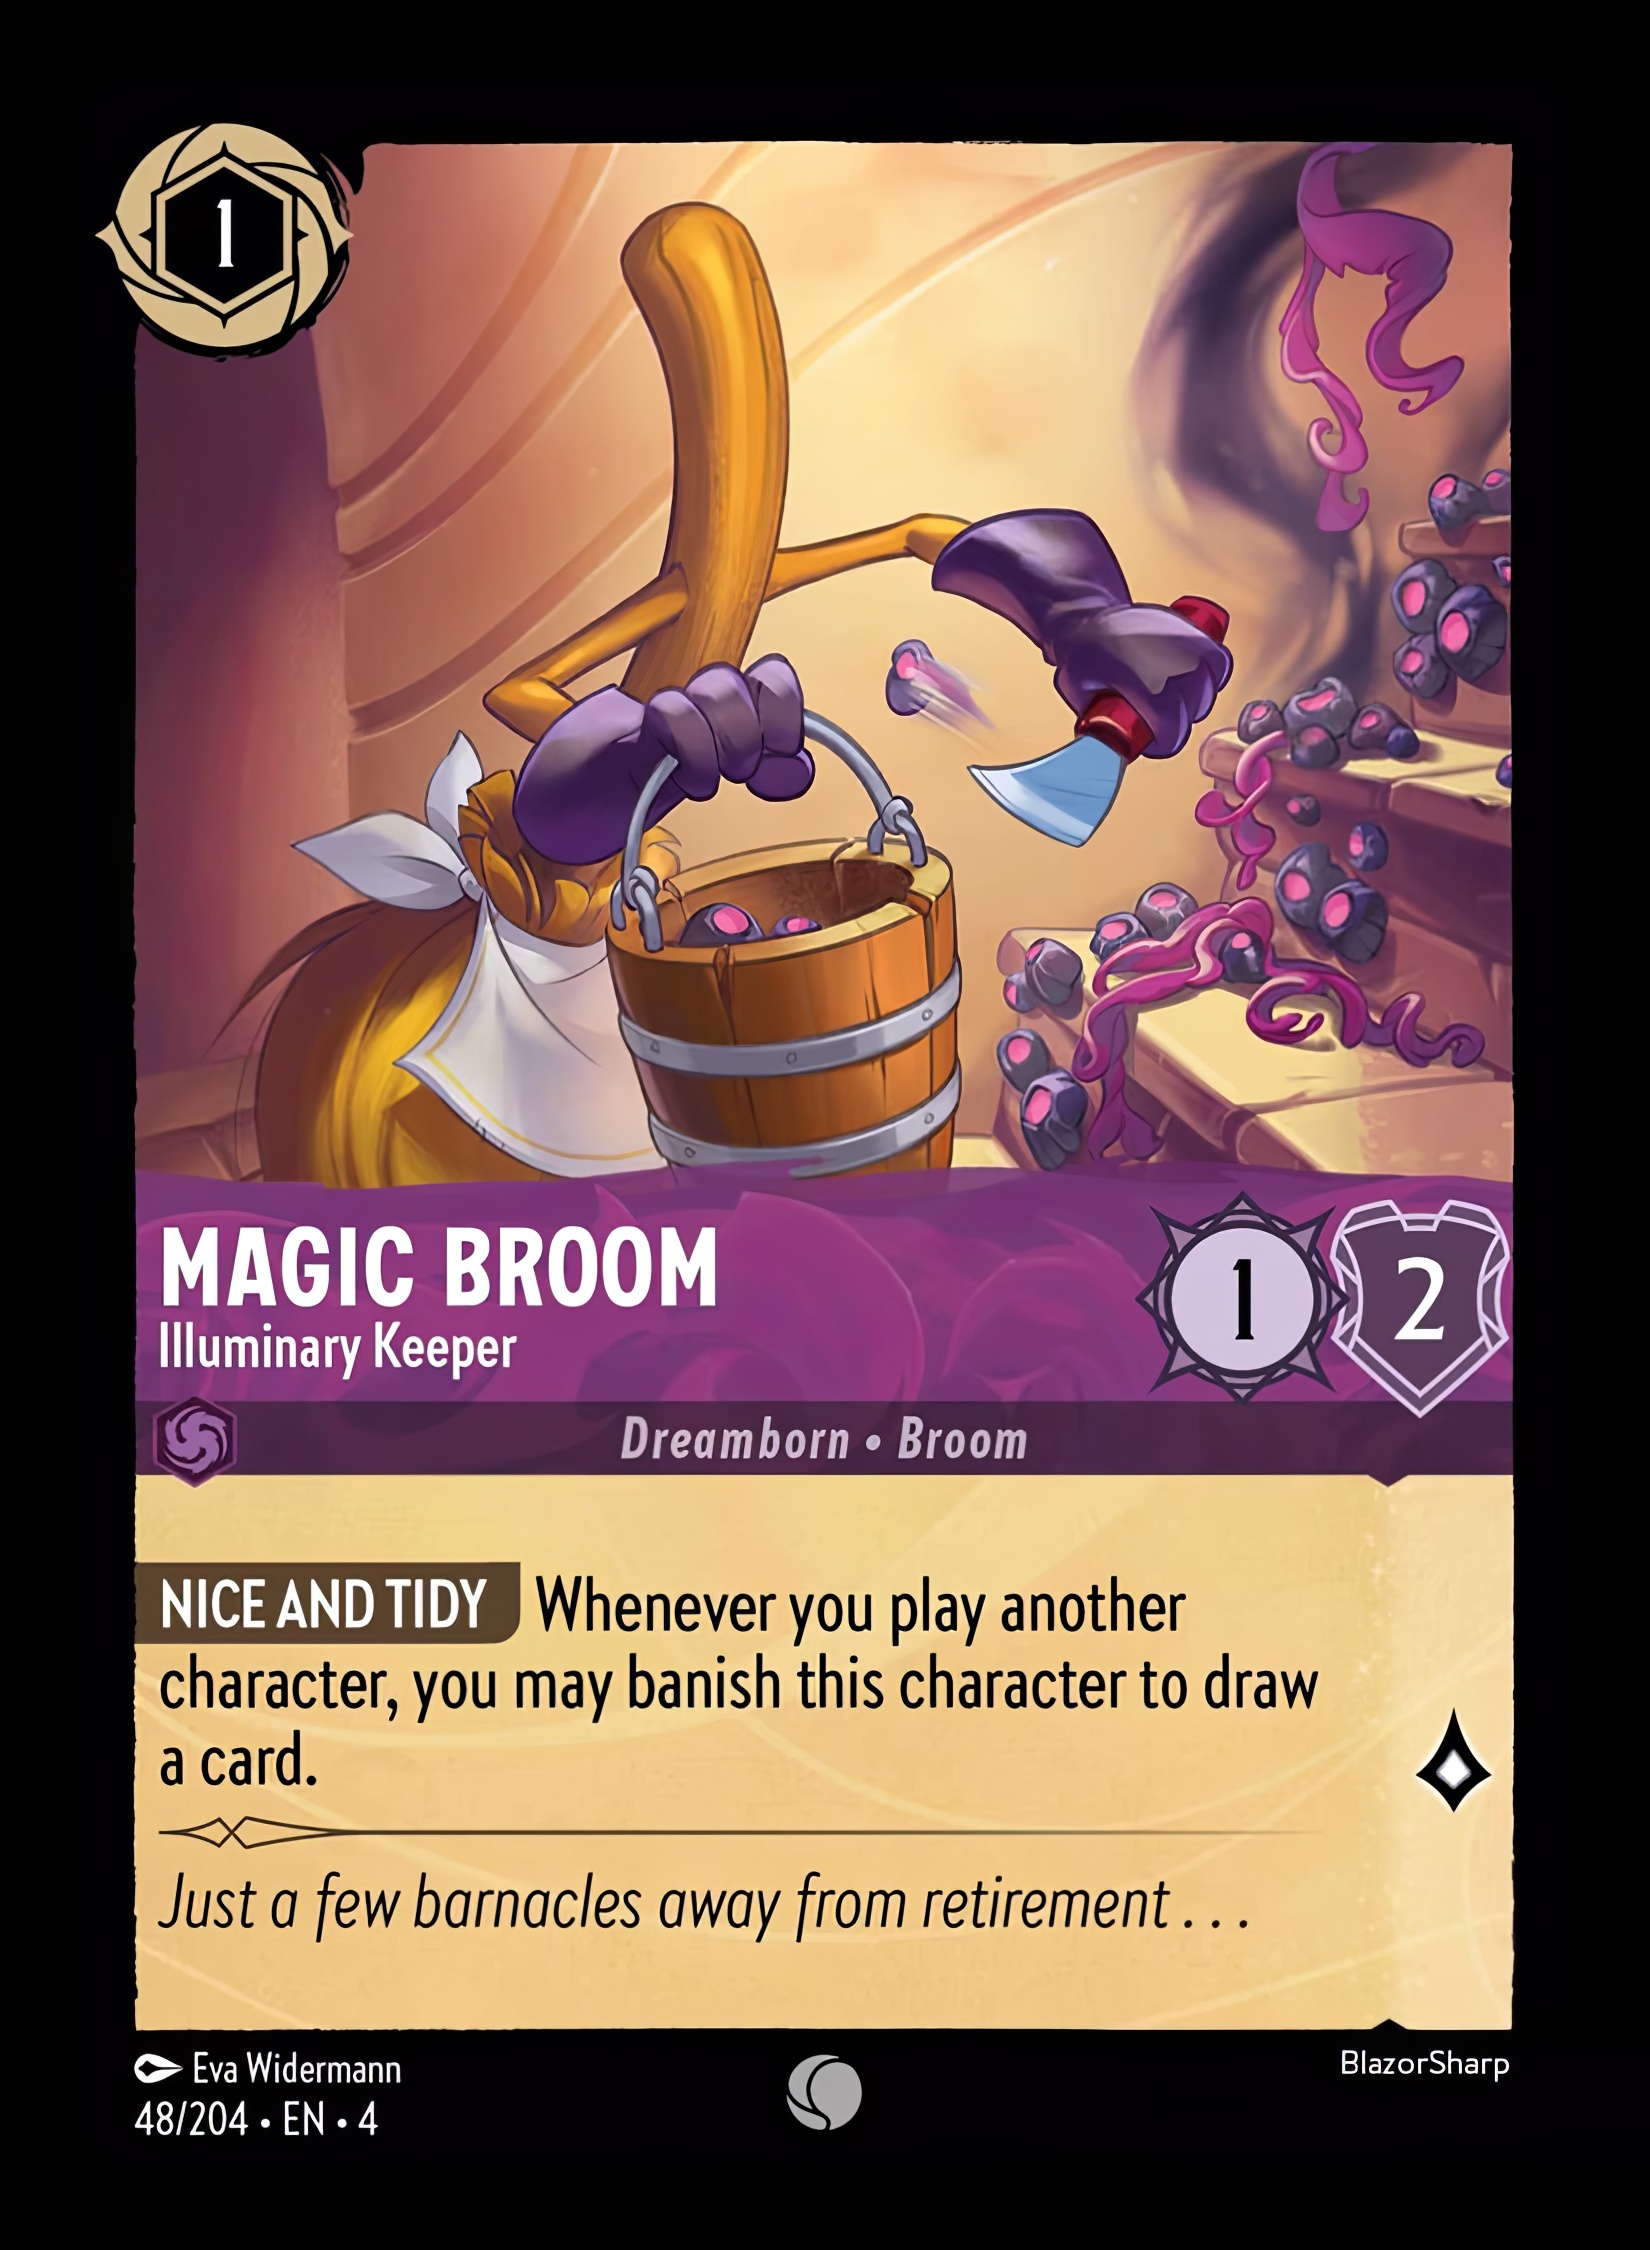 1
MAGIC BROOM
Illuminary Keeper
1
2
Dreamborn • Broom
NICE AND TIDY Whenever you play another
character, you may banish this character to draw
a card.
Just a few barnacles away from retirement . . .
Eva Widermann
BlazorSharp
48/204 • EN • 4